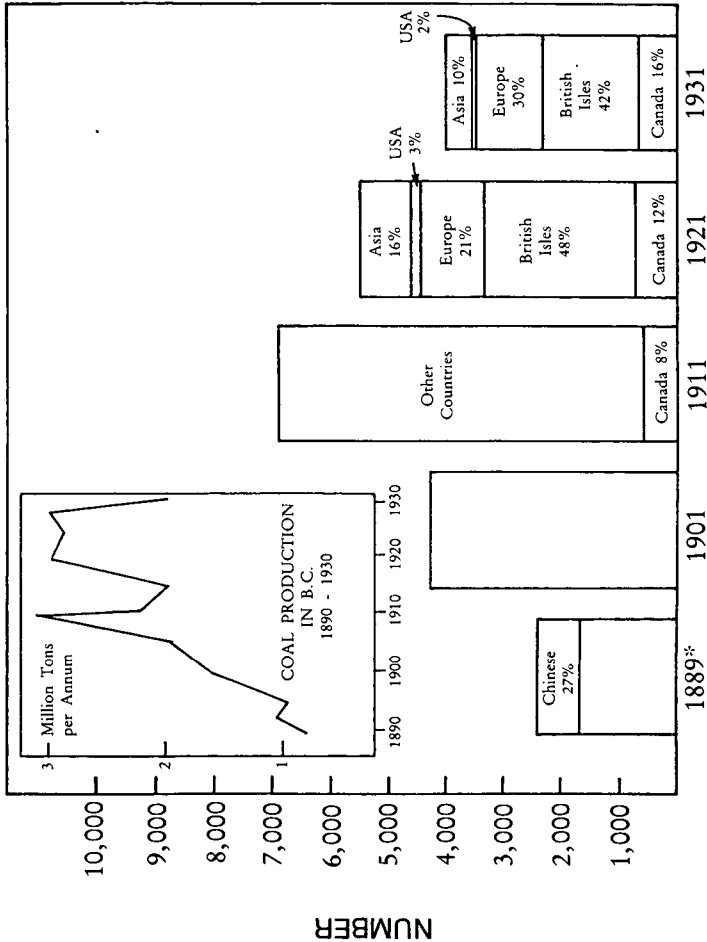 NUMBER
10,000
9,000
8,000
7,000
6,000
5,000
4,000
3,000
2,000
1,000
3
Million Tons
per Annum
2
1
COAL PRODUCTION
IN B.C.
1890 - 1930
1890
1900
1910
1920
1930
Chinese
27%
Other
Countries
Canada 8%
Asia
16%
USA
3%
Europe
21%
British
Isles
48%
Canada 12%
Asia 10%
USA
2%
Europe
30%
British
Isles
42%
Canada 16%
1889*
1901
1911
1921
1931